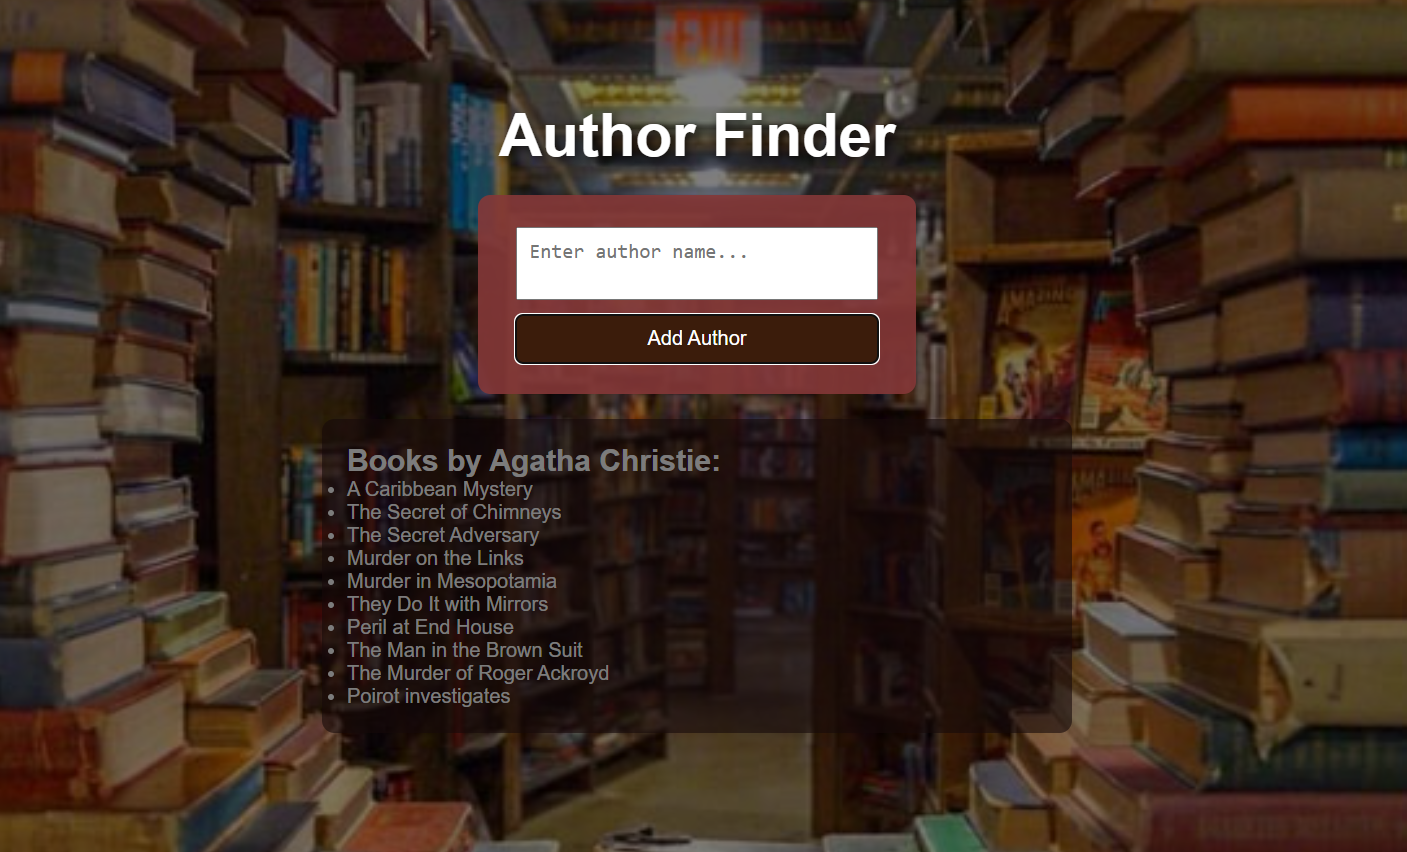 EXIT
Author Finder
Enter author name...
Add Author
AMAZING
Books by Agatha Christie:
• A Caribbean Mystery
• The Secret of Chimneys
• The Secret Adversary
• Murder on the Links
• Murder in Mesopotamia
• They Do It with Mirrors
• Peril at End House
• The Man in the Brown Suit
• The Murder of Roger Ackroyd
• Poirot investigates